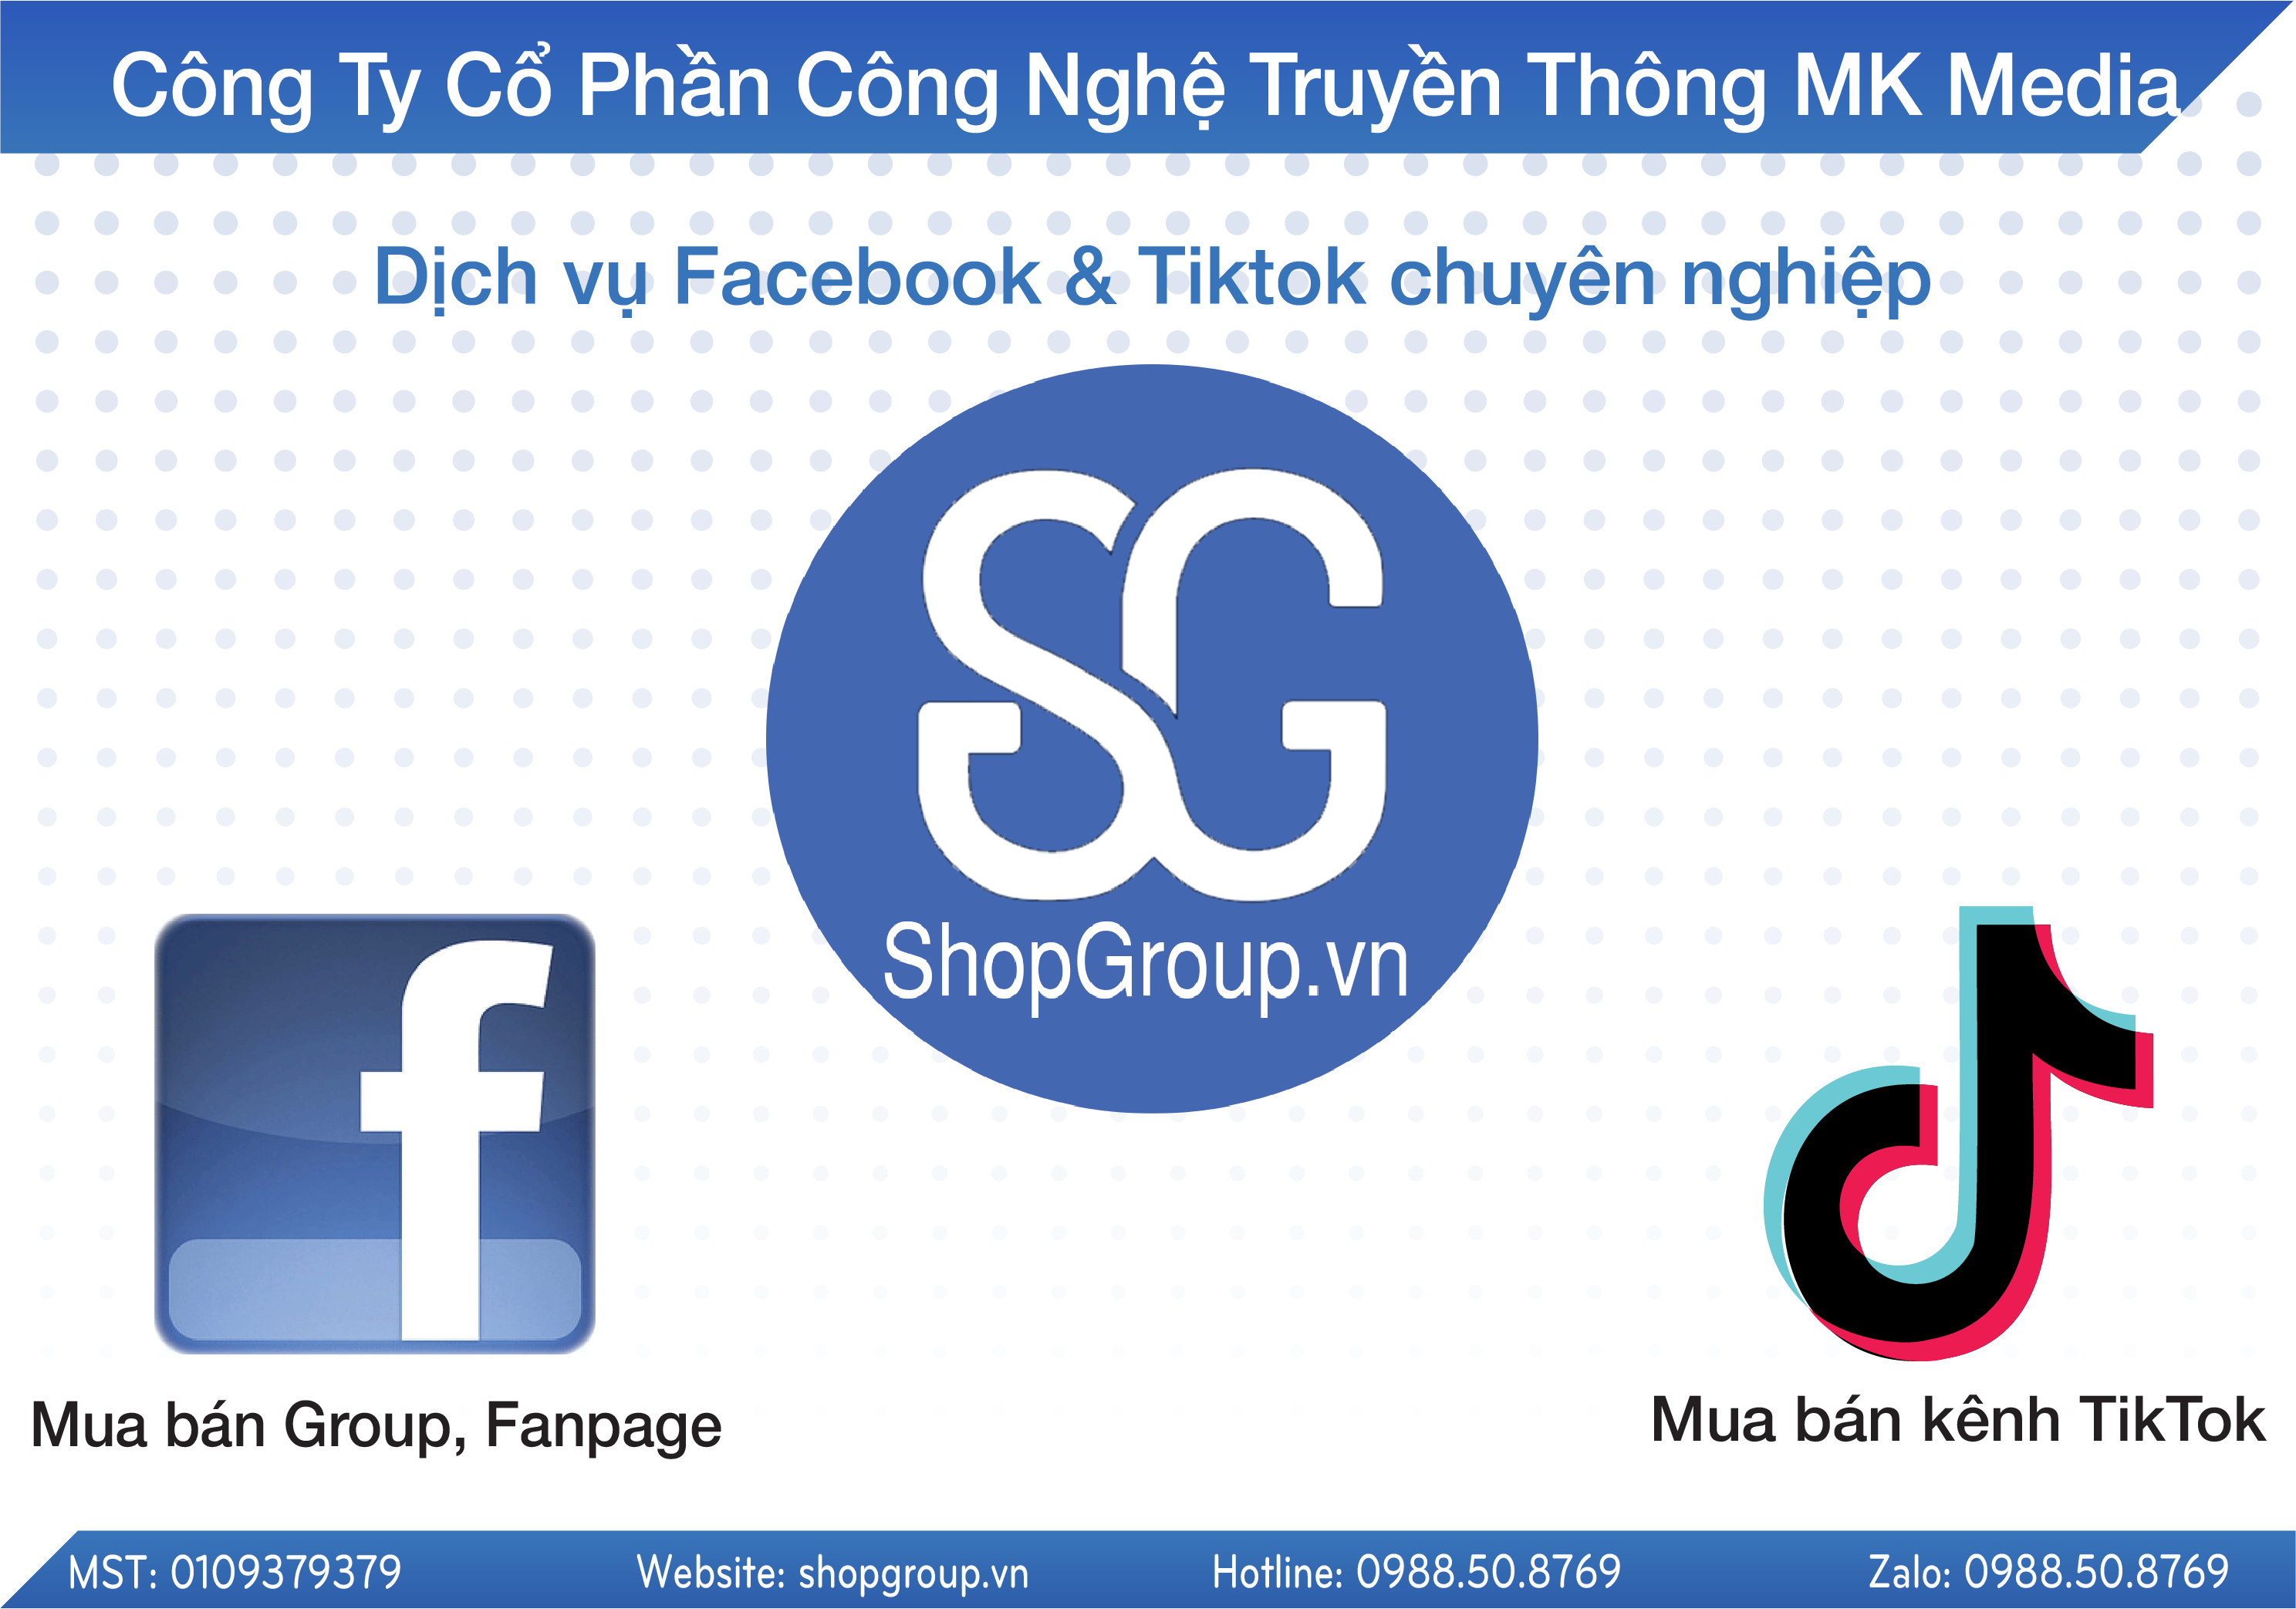 Công Ty Cổ Phần Công Nghệ Truyền Thông MK Media
Dịch vụ Facebook & Tiktok chuyên nghiệp
SG
ShopGroup.vn
f
Mua bán Group, Fanpage
Mua bán kênh TikTok
MST: 0109379379 Website: shopgroup.vn Hotline: 0988.50.8769 Zalo: 0988.50.8769